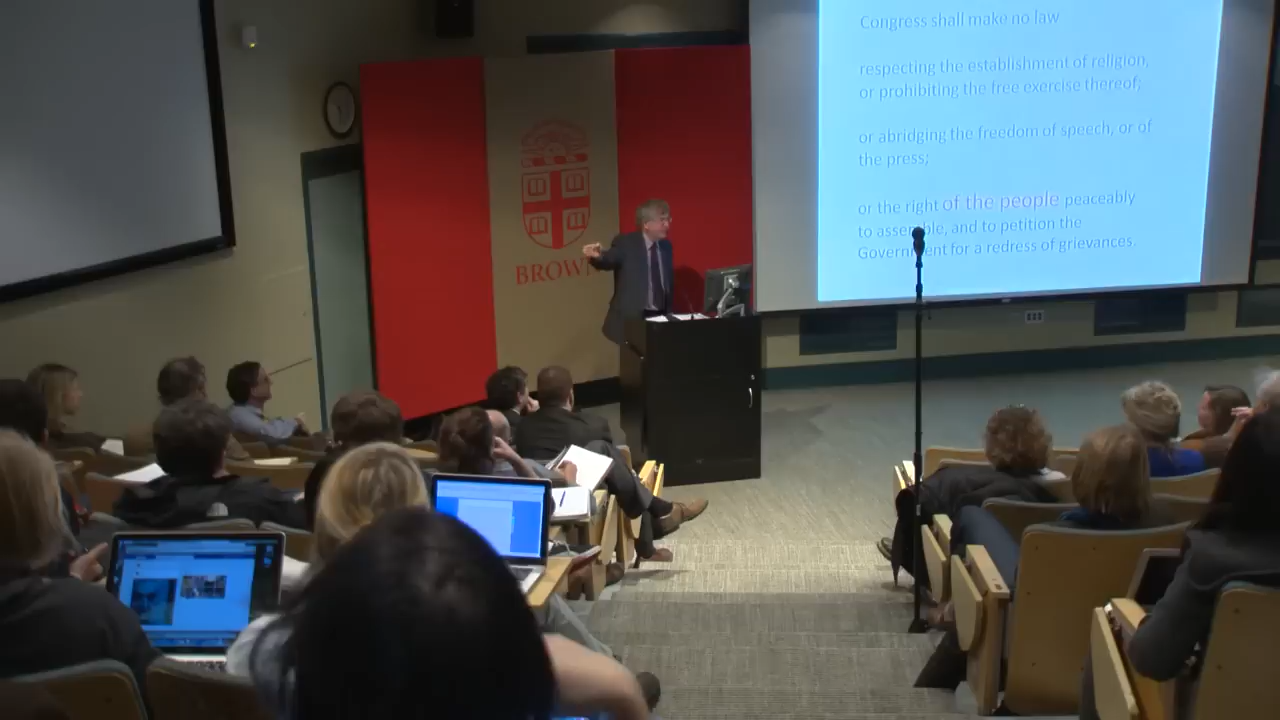 Congress shall make no law
respecting the establishment of religion,
or prohibiting the free exercise thereof;
or abridging the freedom of speech, or of
the press;
or the right of the people peaceably
to assemble, and to petition the
Government for a redress of grievances.
BROWN